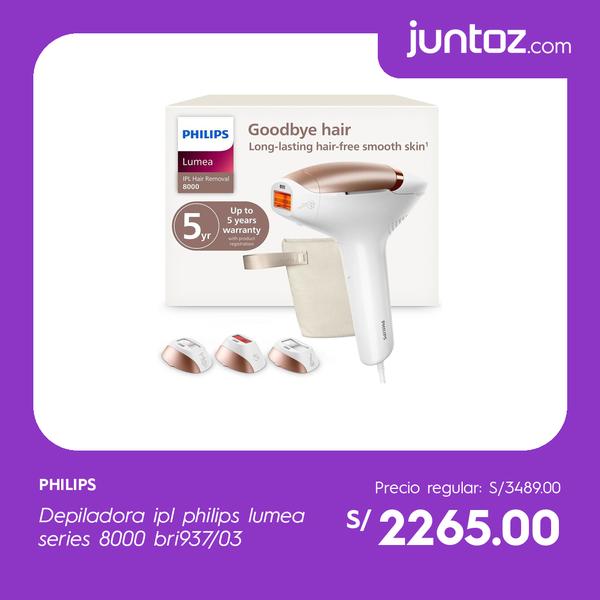 juntoz.com
PHILIPS
Lumea
IPL Hair Removal
8000
Goodbye hair
Long-lasting hair-free smooth skin¹
5yr
Up to
5 years
warranty
with product
registration
PHILIPS
PHILIPS
Depiladora ipl philips lumea
series 8000 bri937/03
Precio regular: S/3489.00
S/ 2265.00